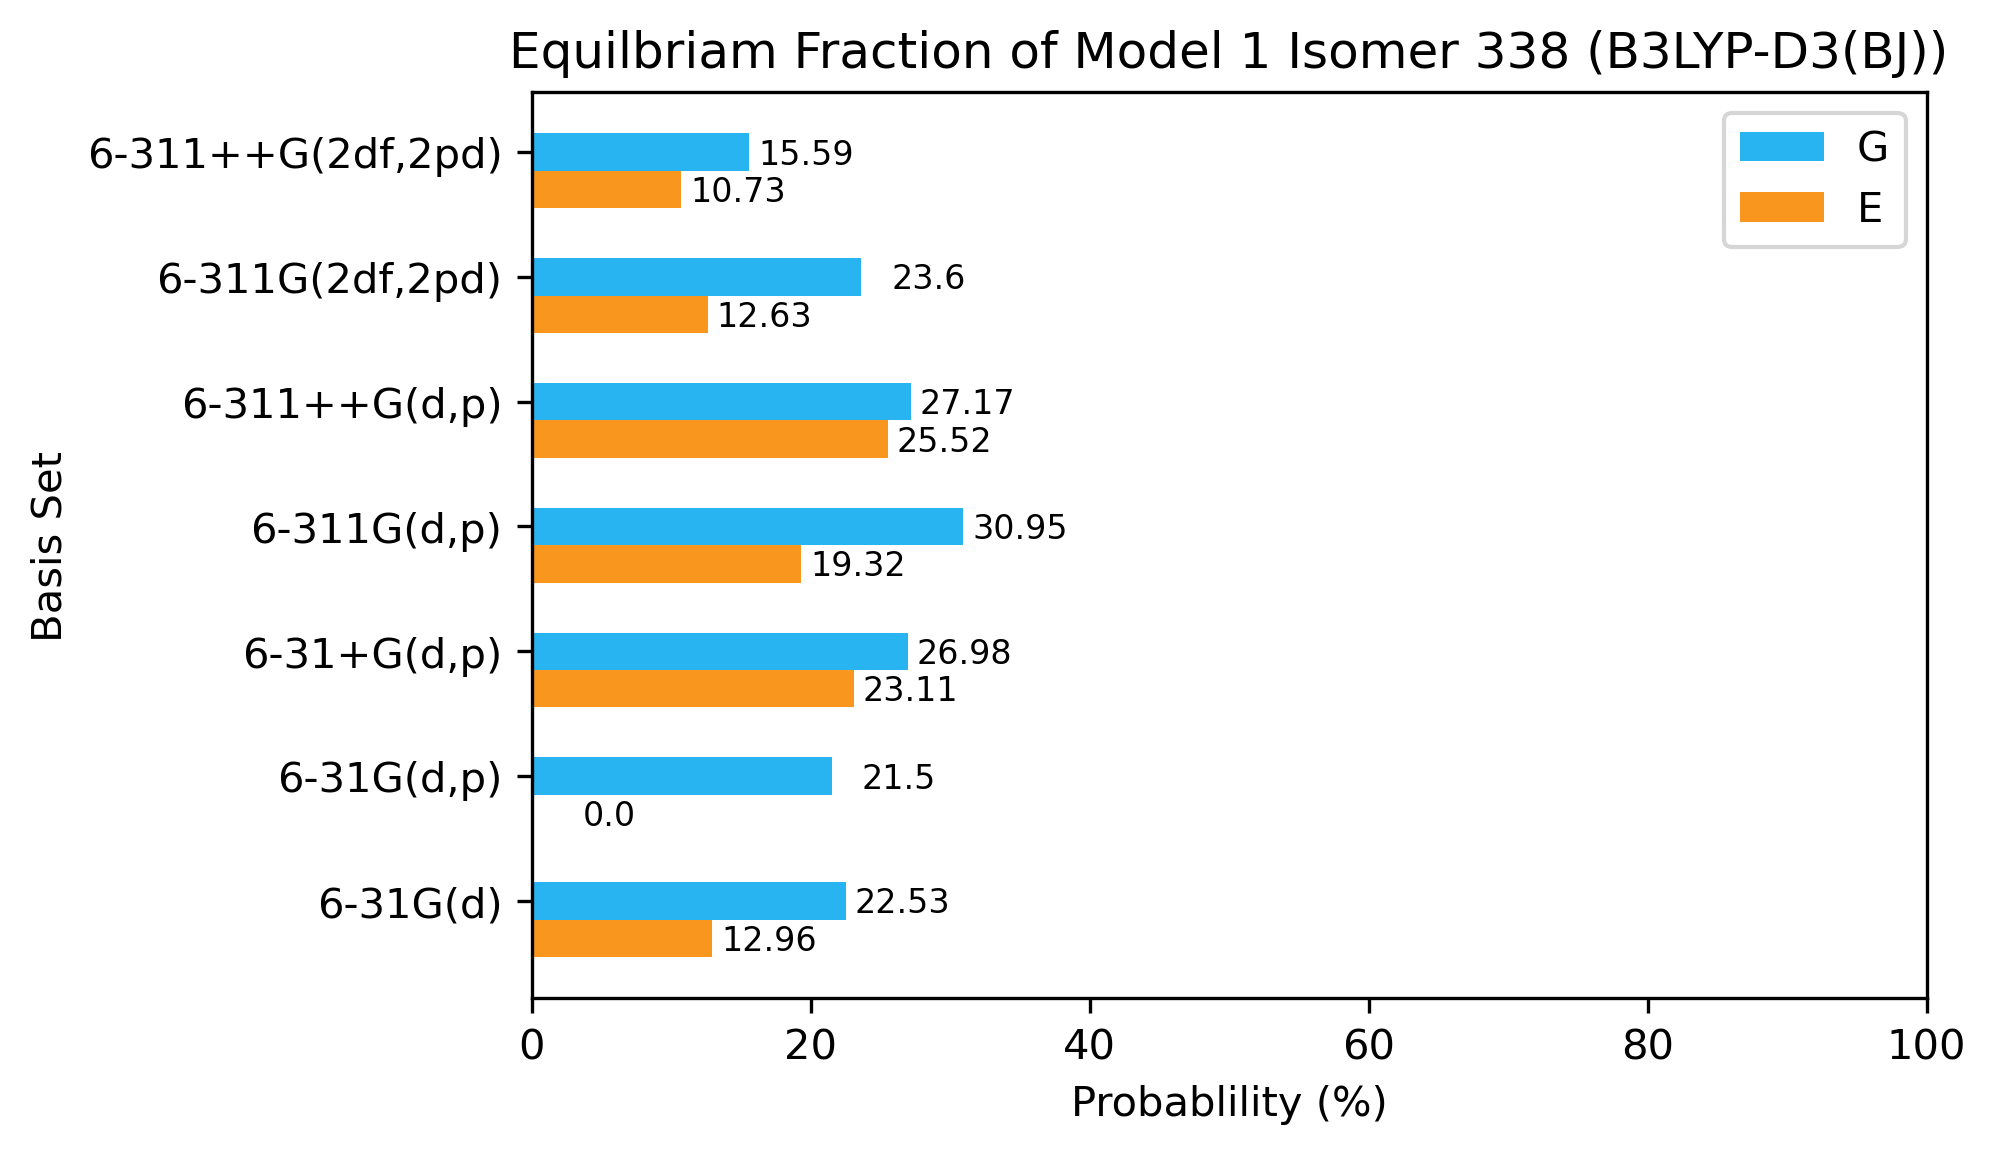 Equilbriam Fraction of Model 1 Isomer 338 (B3LYP-D3(BJ))
G
E
6-311++G(2df,2pd)
15.59
10.73
6-311G(2df,2pd)
23.6
12.63
6-311++G(d,p)
27.17
25.52
6-311G(d,p)
30.95
19.32
6-31+G(d,p)
26.98
23.11
6-31G(d,p)
21.5
0.0
6-31G(d)
22.53
12.96
Basis Set
0 20 40 60 80 100
Probablility (%)